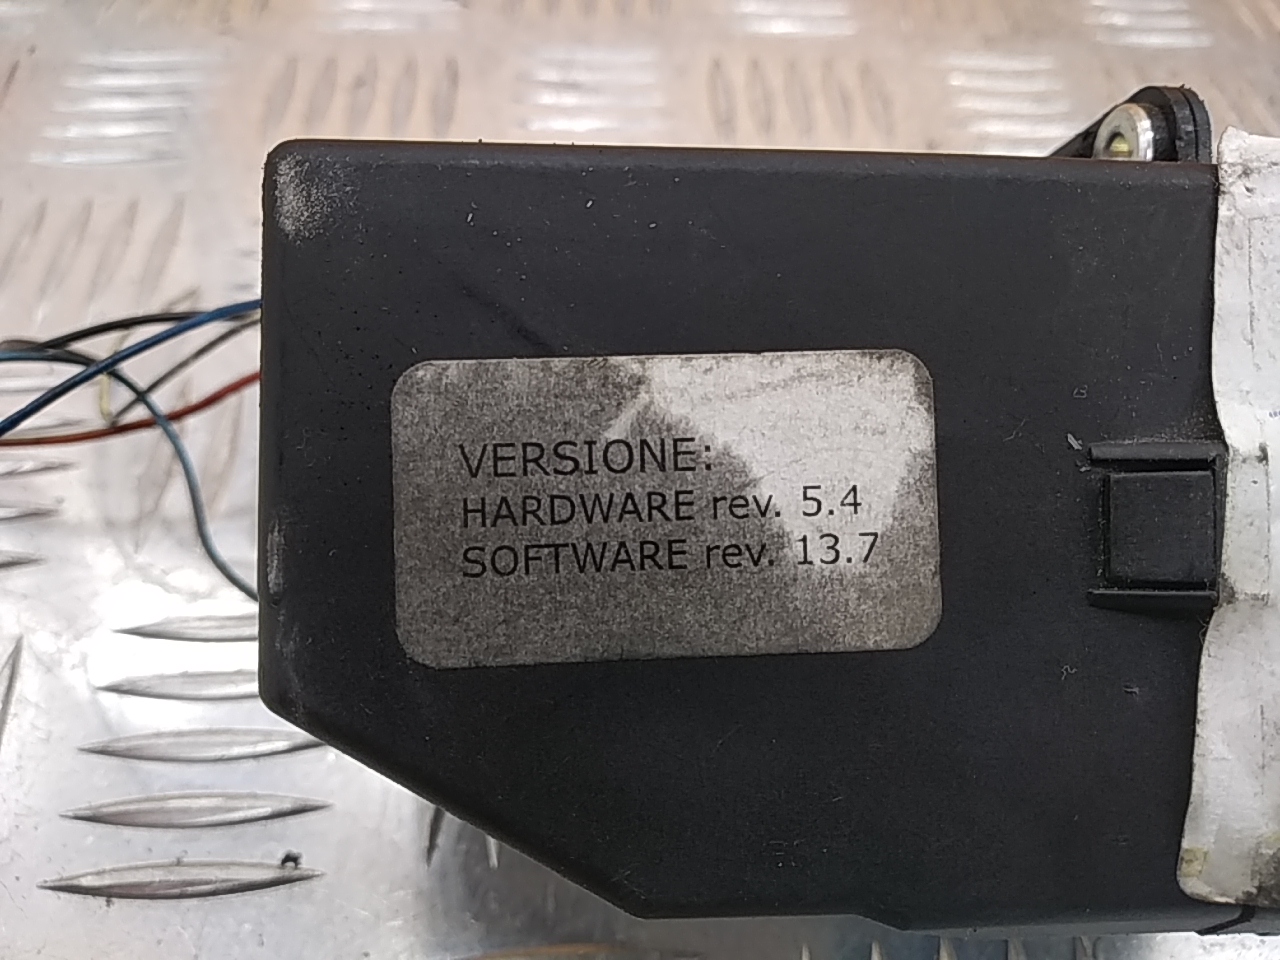 VERSIONE:
HARDWARE rev. 5.4
SOFTWARE rev. 13.7